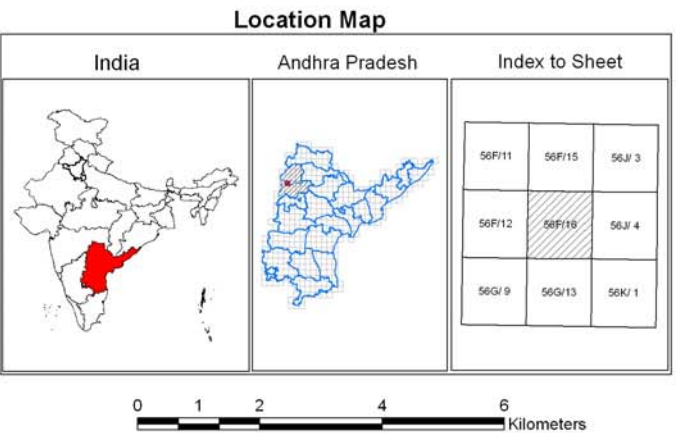 Location Map
India
Andhra Pradesh
Index to Sheet
56F/11 56F/15 56J/ 3
56F/12 56F/16 56J/ 4
56G/ 9 56G/13 56K/ 1
0 1 2 4 6
Kilometers